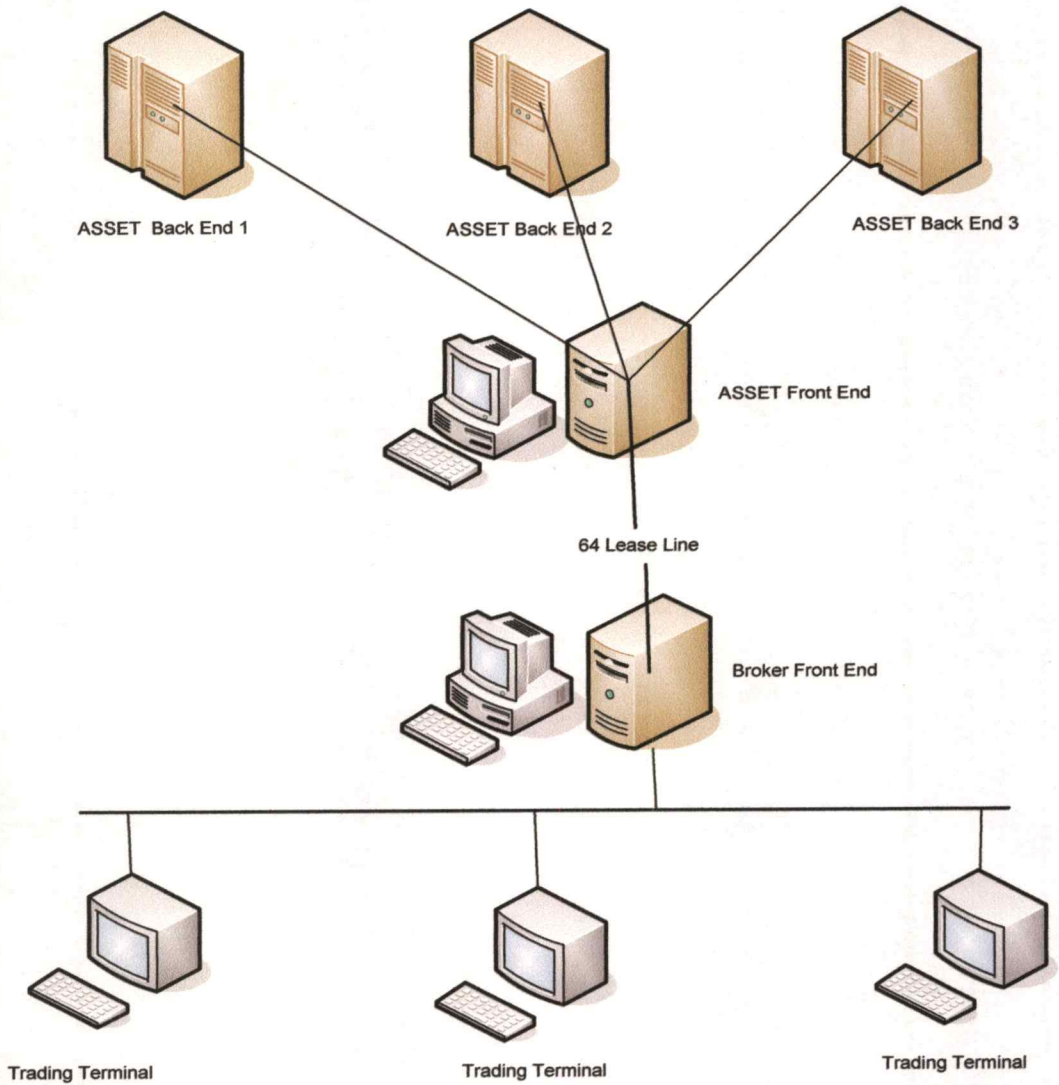 ASSET Back End 1
ASSET Back End 2
ASSET Back End 3
ASSET Front End
64 Lease Line
Broker Front End
Trading Terminal
Trading Terminal
Trading Terminal